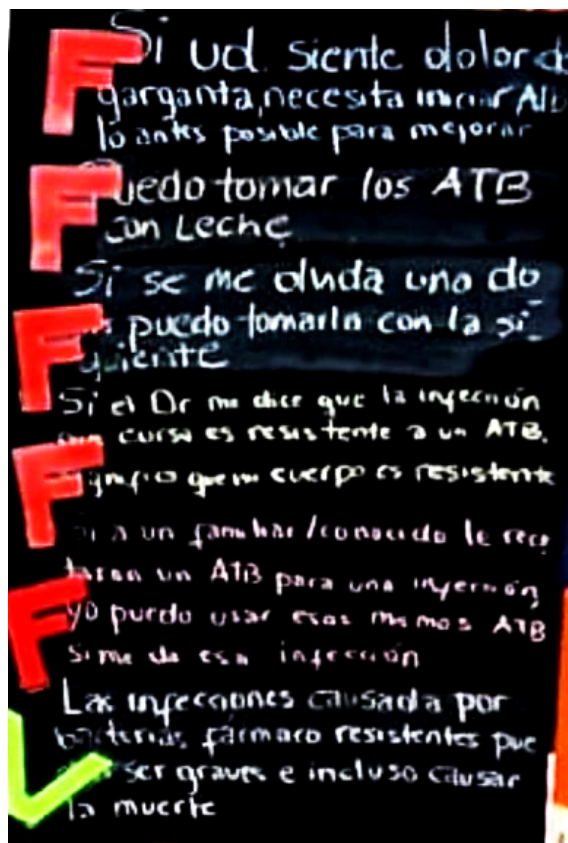 Si ud. siente dolor d
garganta, necesita iniciar ATB
lo antes posible para mejorar
F
Puedo tomar los ATB
con Leche
F
Si se me olvida una do
puedo tomarla con la si
guiente
F
Si el Dr me dice que la infección
curso es resistente a un ATB.
que mi cuerpo es resistente
F
Si a un familiar/conocido le rece
taron un ATB para una infección
yo puedo usar esos mismos ATB
si me da esa infección
F
Las infecciones causada por
bacterias fármaco resistentes pue
ser graves e incluso causar
la muerte